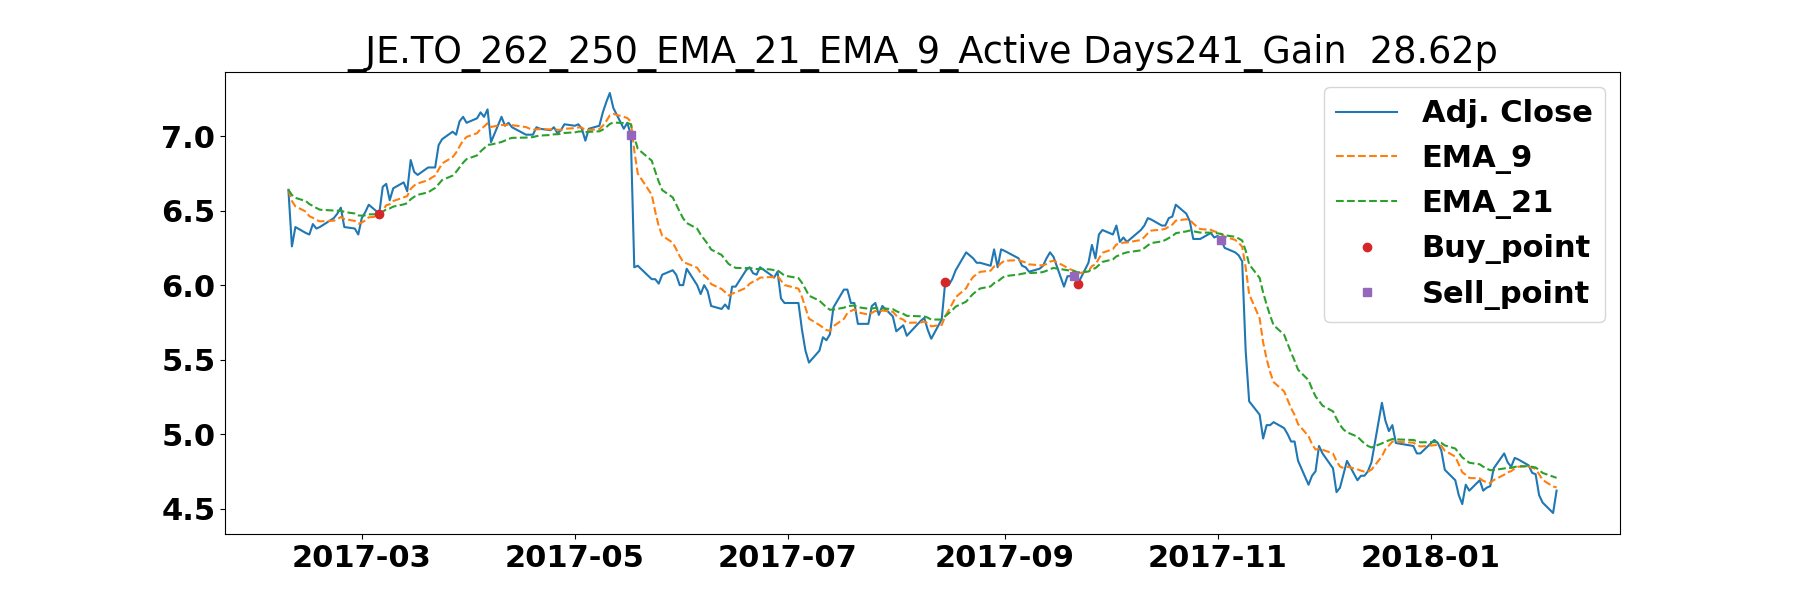 _JE.TO_262_250_EMA_21_EMA_9_Active Days241_Gain  28.62p
Adj. Close
EMA_9
EMA_21
Buy_point
Sell_point
7.0
6.5
6.0
5.5
5.0
4.5
2017-03 2017-05 2017-07 2017-09 2017-11 2018-01